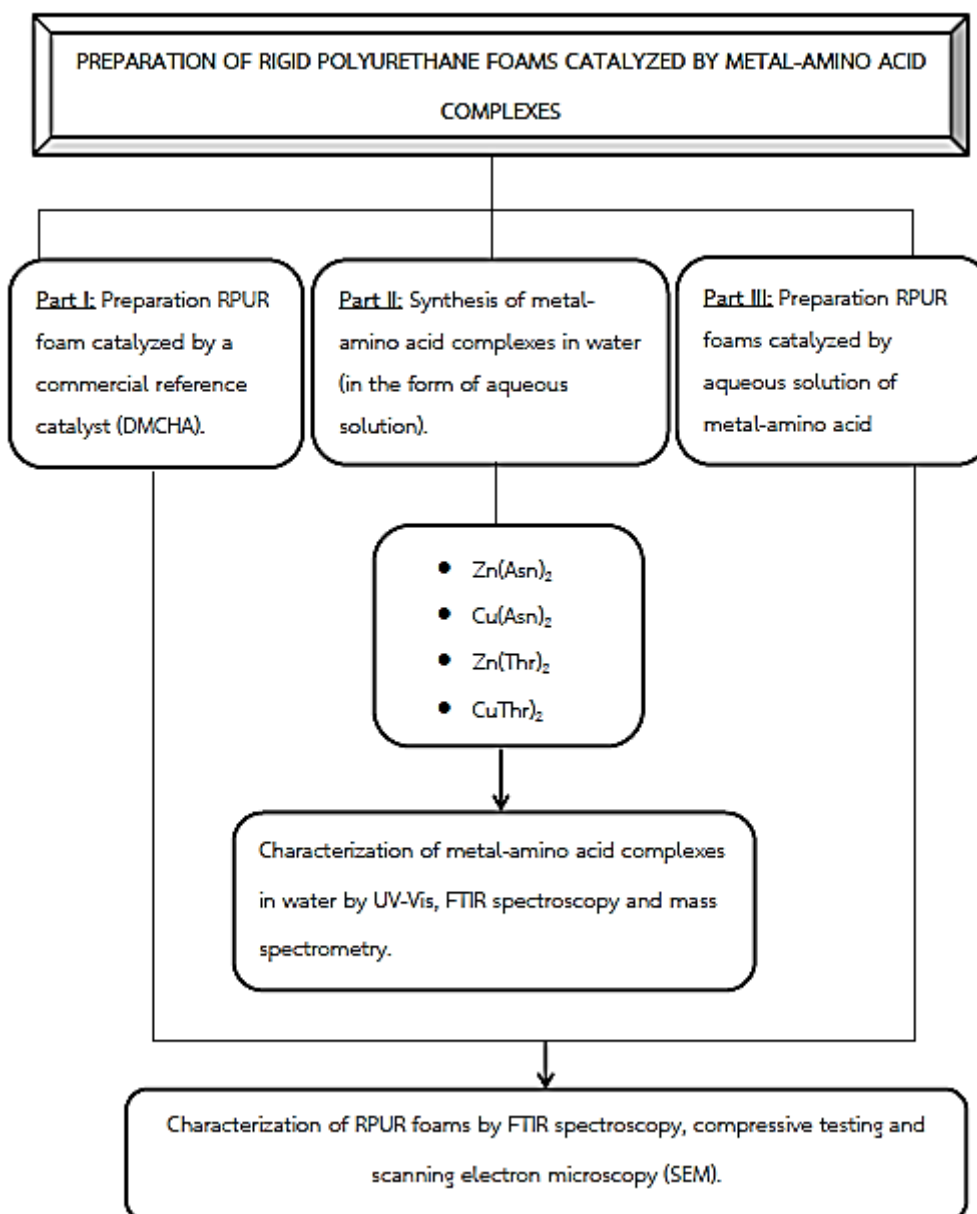 PREPARATION OF RIGID POLYURETHANE FOAMS CATALYZED BY METAL-AMINO ACID
COMPLEXES
Part I: Preparation RPUR
foam catalyzed by a
commercial reference
catalyst (DMCHA).
Part II: Synthesis of metal-
amino acid complexes in water
(in the form of aqueous
solution).
Part III: Preparation RPUR
foams catalyzed by
aqueous solution of
metal-amino acid
• Zn(Asn)₂
• Cu(Asn)₂
• Zn(Thr)₂
• CuThr)₂
Characterization of metal-amino acid complexes
in water by UV-Vis, FTIR spectroscopy and mass
spectrometry.
Characterization of RPUR foams by FTIR spectroscopy, compressive testing and
scanning electron microscopy (SEM).